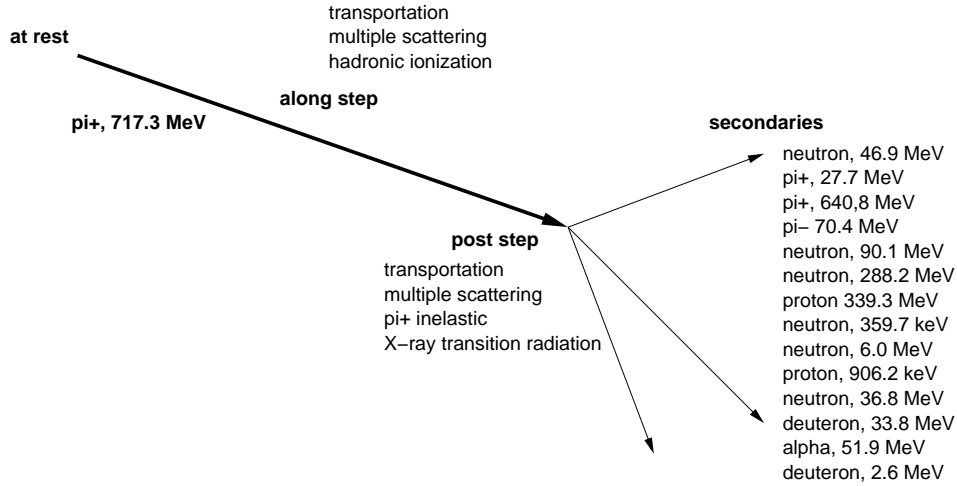 transportation
multiple scattering
hadronic ionization
at rest
along step
pi+, 717.3 MeV
post step
transportation
multiple scattering
pi+ inelastic
X−ray transition radiation
secondaries
neutron, 46.9 MeV
pi+, 27.7 MeV
pi+, 640,8 MeV
pi− 70.4 MeV
neutron, 90.1 MeV
neutron, 288.2 MeV
proton 339.3 MeV
neutron, 359.7 keV
neutron, 6.0 MeV
proton, 906.2 keV
neutron, 36.8 MeV
deuteron, 33.8 MeV
alpha, 51.9 MeV
deuteron, 2.6 MeV